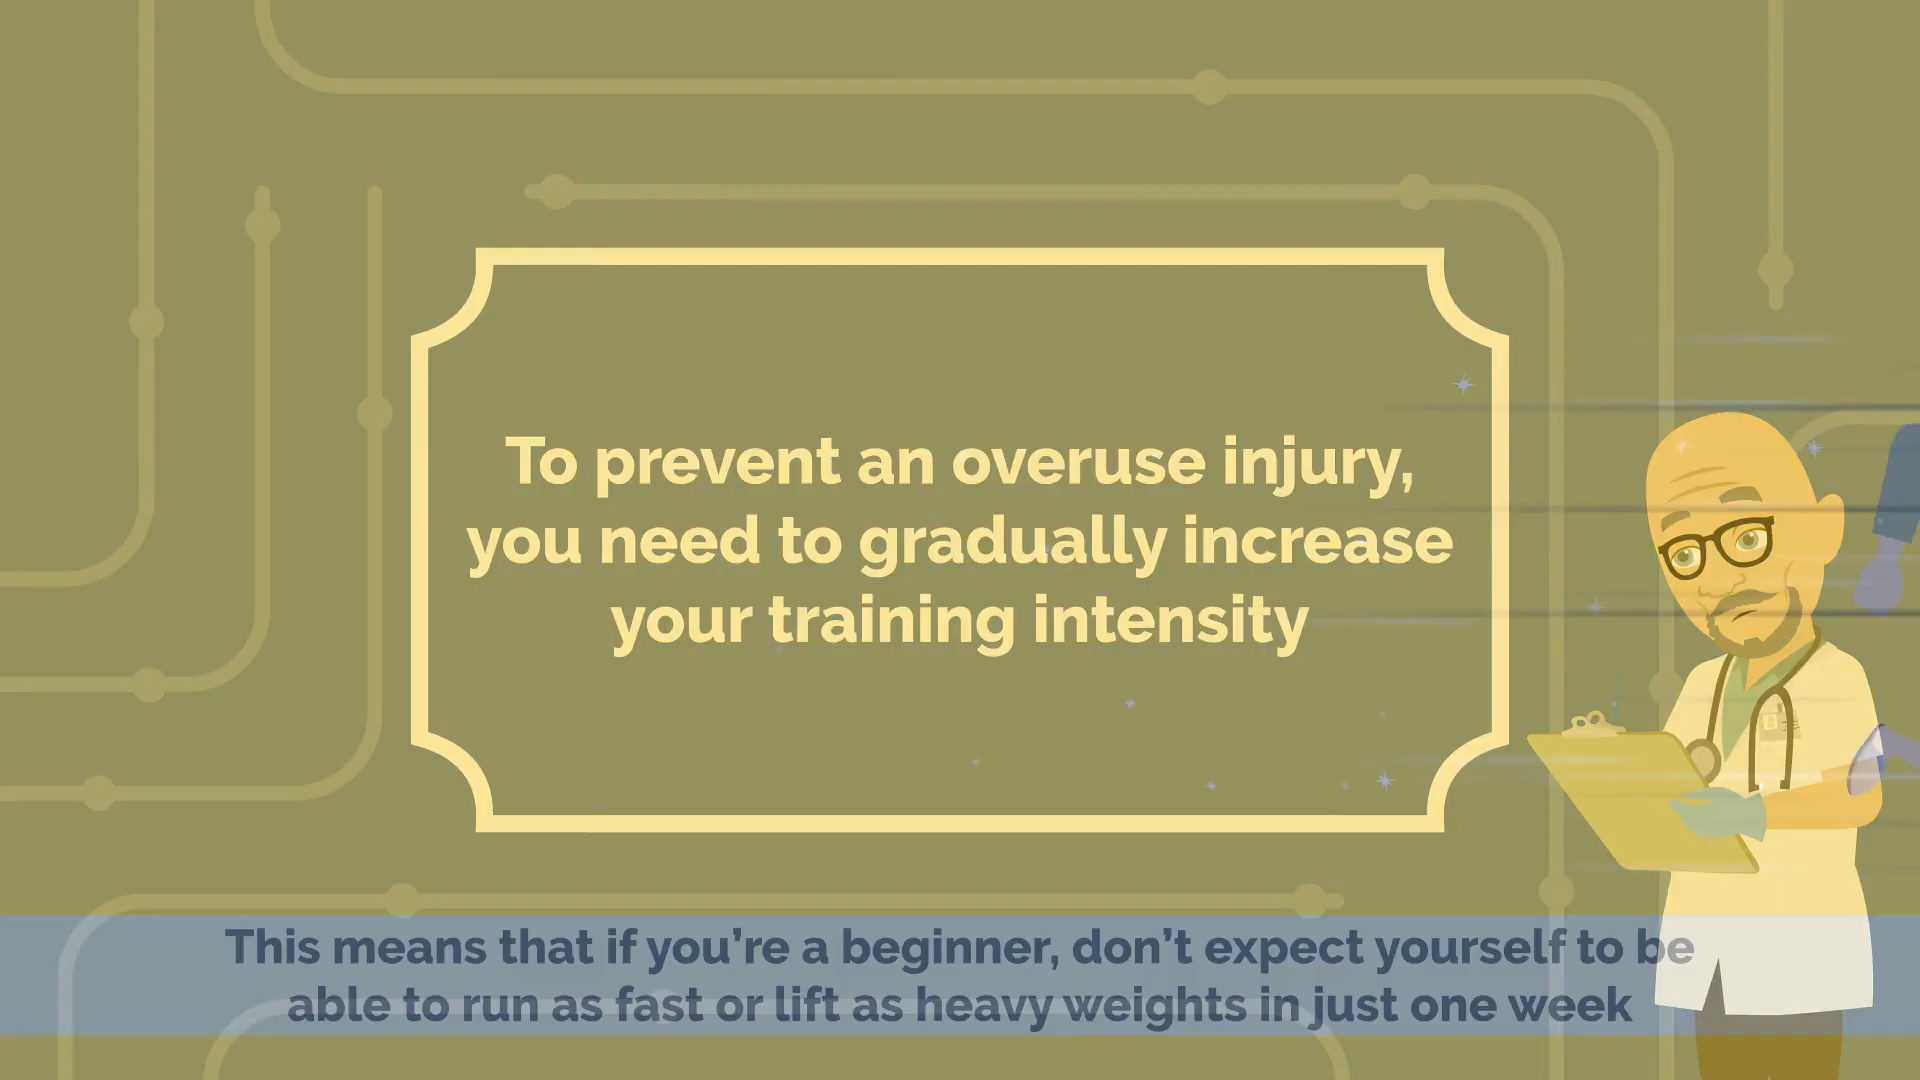 To prevent an overuse injury,
you need to gradually increase
your training intensity
This means that if you’re a beginner, don’t expect yourself to be
able to run as fast or lift as heavy weights in just one week